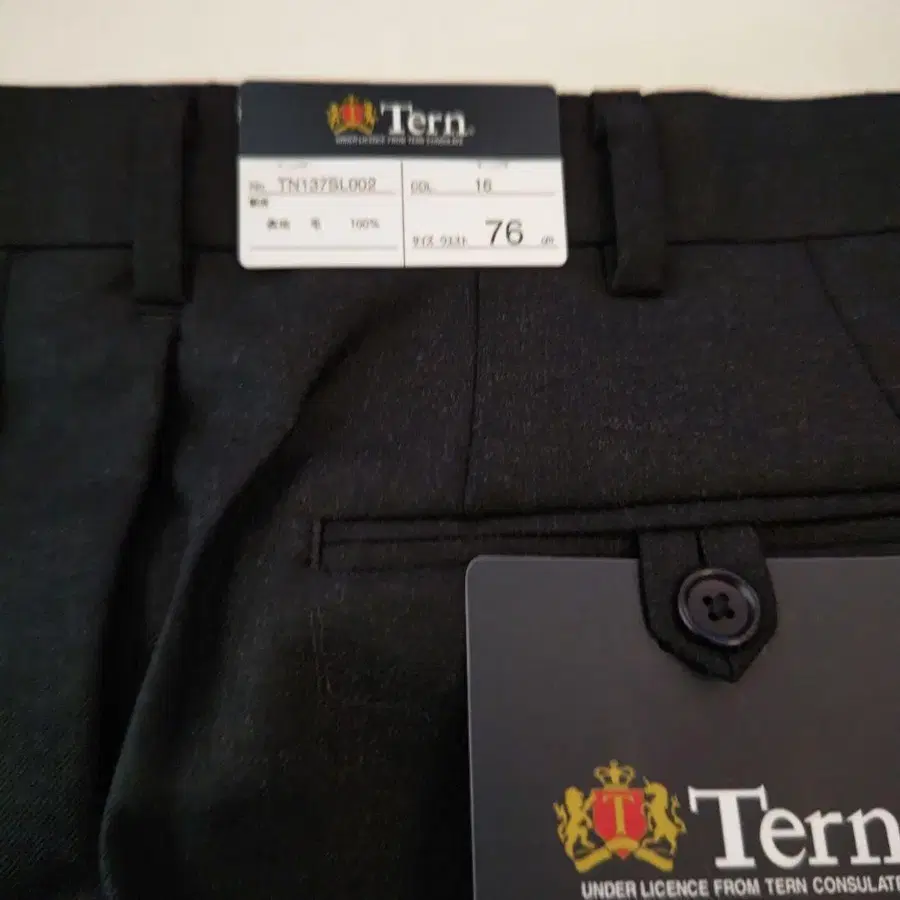 Tern
UNDER LICENCE FROM TERN CONSULATE
No. TN137SL002
COL. 16
表地 毛 100%
サイズ ウエスト 76 cm
T
Tern
UNDER LICENCE FROM TERN CONSULATE